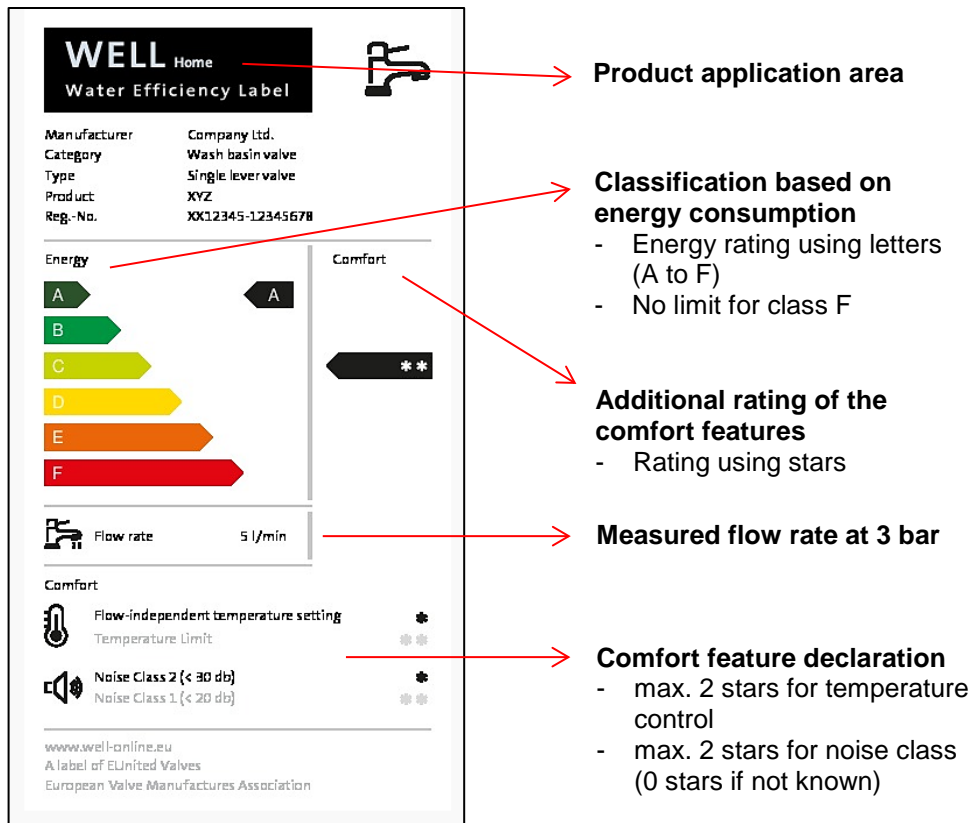 WELL Home
Water Efficiency Label
Manufacturer Company Ltd.
Category Wash basin valve
Type Single lever valve
Product XYZ
Reg.-No. XX12345-12345678
Energy Comfort
A A
B
C **
D
E
F
Flow rate 5 l/min
Comfort
Flow-independent temperature setting *
Temperature Limit **
Noise Class 2 (< 30 db) *
Noise Class 1 (< 20 db) **
www.well-online.eu
A label of EUnited Valves
European Valve Manufactures Association
Product application area
Classification based on
energy consumption
- Energy rating using letters
(A to F)
- No limit for class F
Additional rating of the
comfort features
- Rating using stars
Measured flow rate at 3 bar
Comfort feature declaration
- max. 2 stars for temperature
control
- max. 2 stars for noise class
(0 stars if not known)